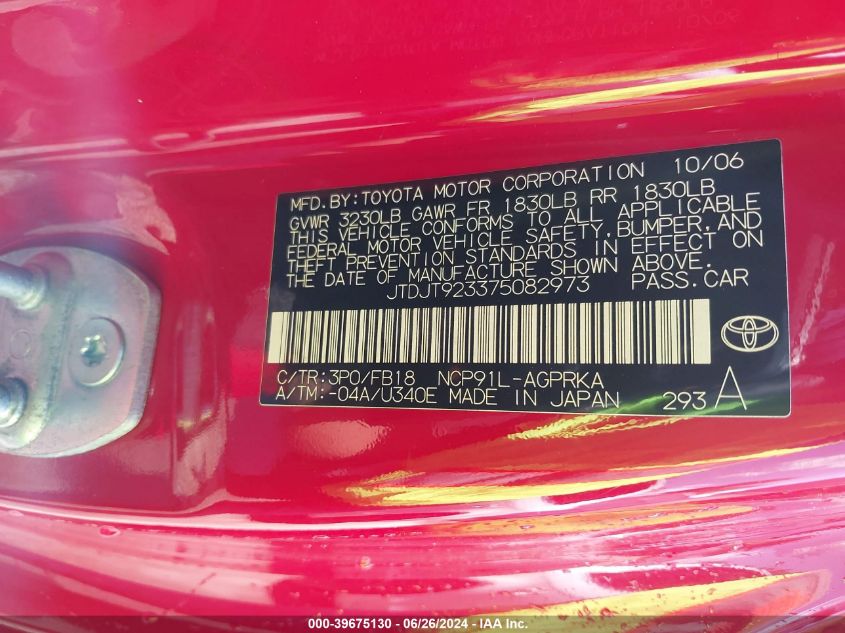 MFD.BY:TOYOTA MOTOR CORPORATION 10/06
GVWR 3230LB GAWR FR 1830LB RR 1830LB
THIS VEHICLE CONFORMS TO ALL APPLICABLE
FEDERAL MOTOR VEHICLE SAFETY,BUMPER,AND
THEFT PREVENTION STANDARDS IN EFFECT ON
THE DATE OF MANUFACTURE SHOWN ABOVE.
JTDJT923375082973 PASS.CAR
C/TR:3P0/FB18 NCP91L-AGPRKA
A/TM:-04A/U340E MADE IN JAPAN 293 A
000-39675130 - 06/26/2024 - IAA Inc.